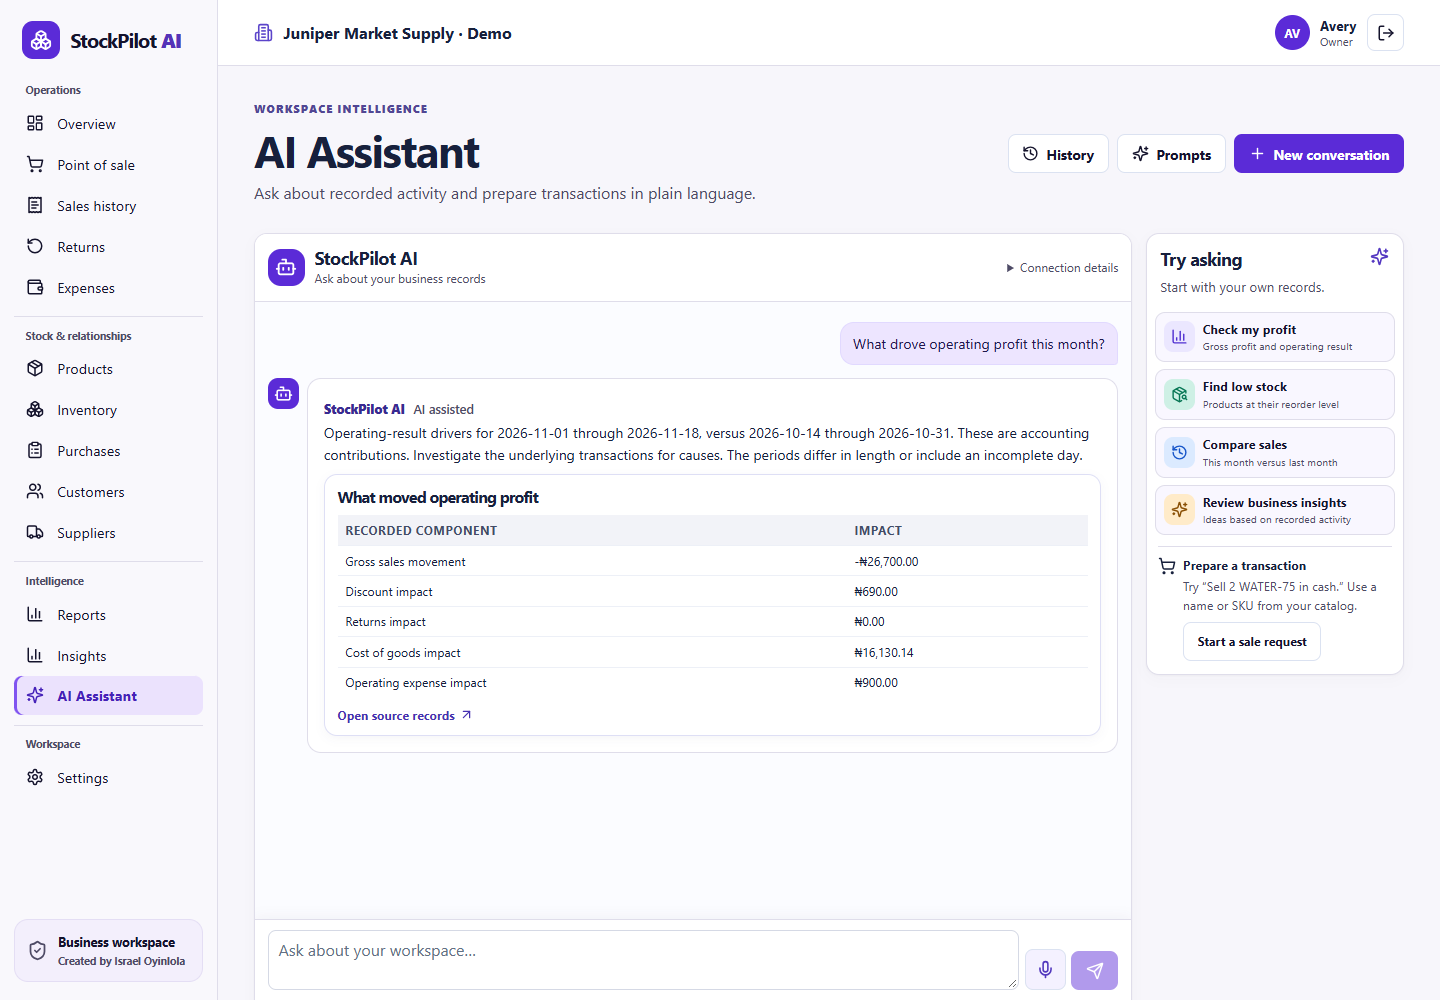 StockPilot AI
Operations
Overview
Point of sale
Sales history
Returns
Expenses
Stock & relationships
Products
Inventory
Purchases
Customers
Suppliers
Intelligence
Reports
Insights
AI Assistant
Workspace
Settings
Business workspace
Created by Israel Oyinlola
Juniper Market Supply · Demo
AV
Avery
Owner
WORKSPACE INTELLIGENCE
AI Assistant
Ask about recorded activity and prepare transactions in plain language.
History
Prompts
New conversation
StockPilot AI
Ask about your business records
Connection details
What drove operating profit this month?
StockPilot AI AI assisted
Operating-result drivers for 2026-11-01 through 2026-11-18, versus 2026-10-14 through 2026-10-31. These are accounting
contributions. Investigate the underlying transactions for causes. The periods differ in length or include an incomplete day.
What moved operating profit
RECORDED COMPONENT IMPACT
Gross sales movement -₦26,700.00
Discount impact ₦690.00
Returns impact ₦0.00
Cost of goods impact ₦16,130.14
Operating expense impact ₦900.00
Open source records
Ask about your workspace...
Try asking
Start with your own records.
Check my profit
Gross profit and operating result
Find low stock
Products at their reorder level
Compare sales
This month versus last month
Review business insights
Ideas based on recorded activity
Prepare a transaction
Try “Sell 2 WATER-75 in cash.” Use a
name or SKU from your catalog.
Start a sale request